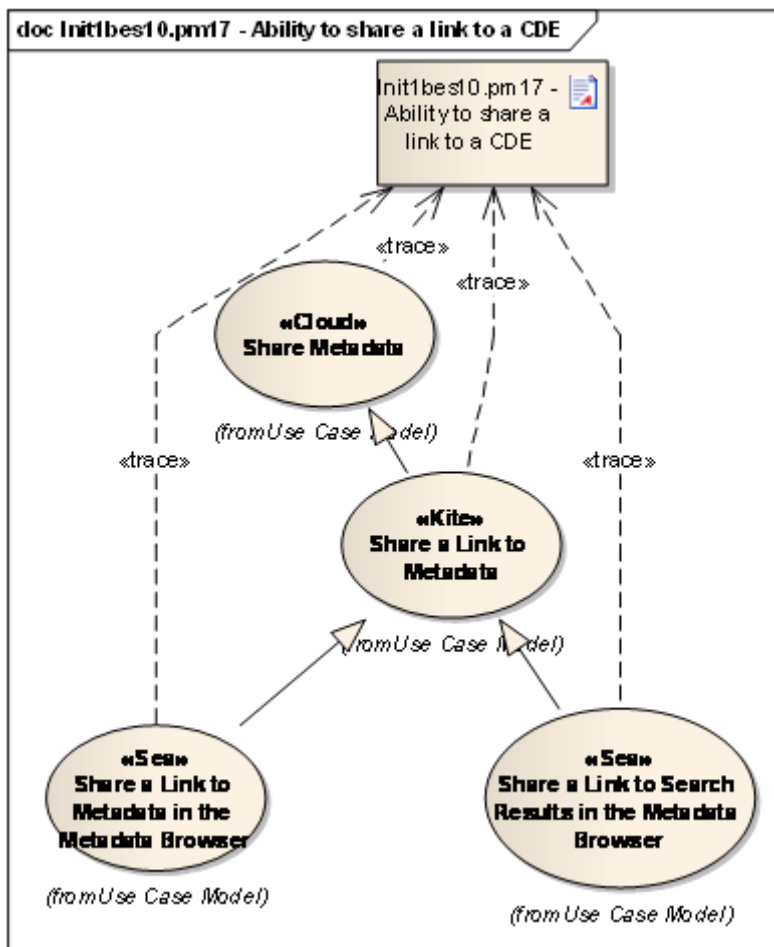 doc Init1bes10.pm17 - Ability to share a link to a CDE
Init1bes10.pm17 -
Ability to share a
link to a CDE
«trace»
«trace»
«Cloud»
Share Metadata
(from Use Case Model)
«trace»
«trace»
«Kite»
Share a Link to
Metadata
(from Use Case Model)
«Sea»
Share a Link to
Metadata in the
Metadata Browser
(from Use Case Model)
«Sea»
Share a Link to Search
Results in the Metadata
Browser
(from Use Case Model)